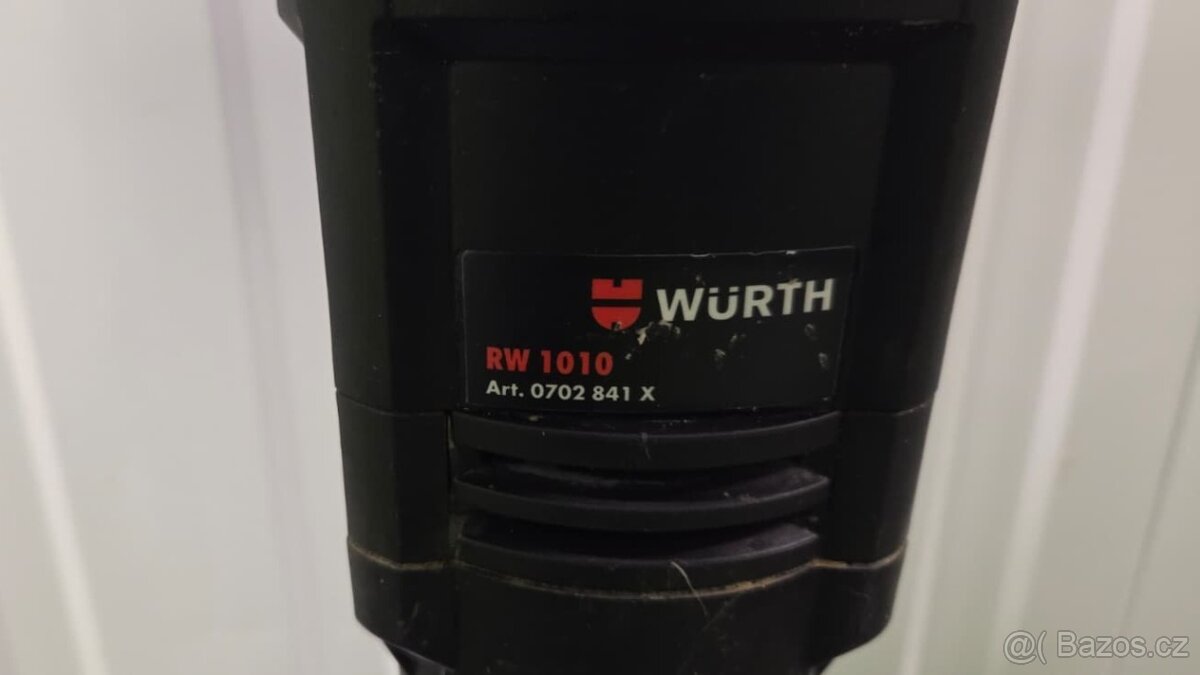 WÜRTH
RW 1010
Art. 0702 841 X
@( Bazos.cz